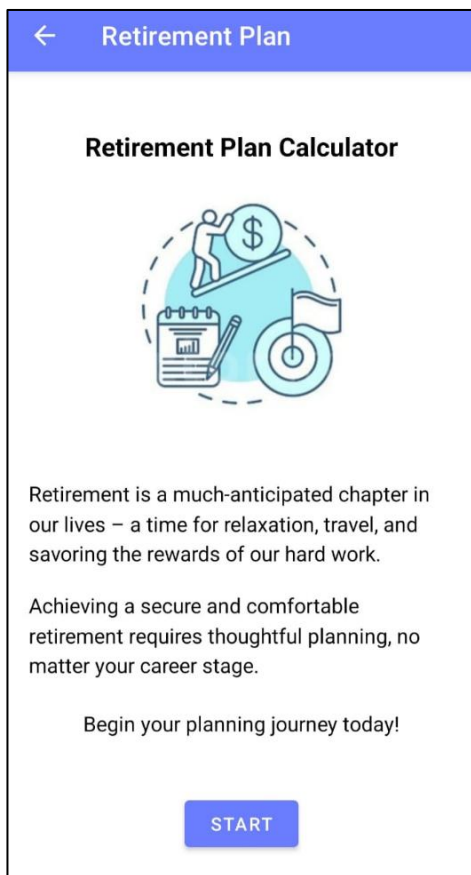 Retirement Plan
Retirement Plan Calculator
$
Retirement is a much-anticipated chapter in
our lives – a time for relaxation, travel, and
savoring the rewards of our hard work.
Achieving a secure and comfortable
retirement requires thoughtful planning, no
matter your career stage.
Begin your planning journey today!
START